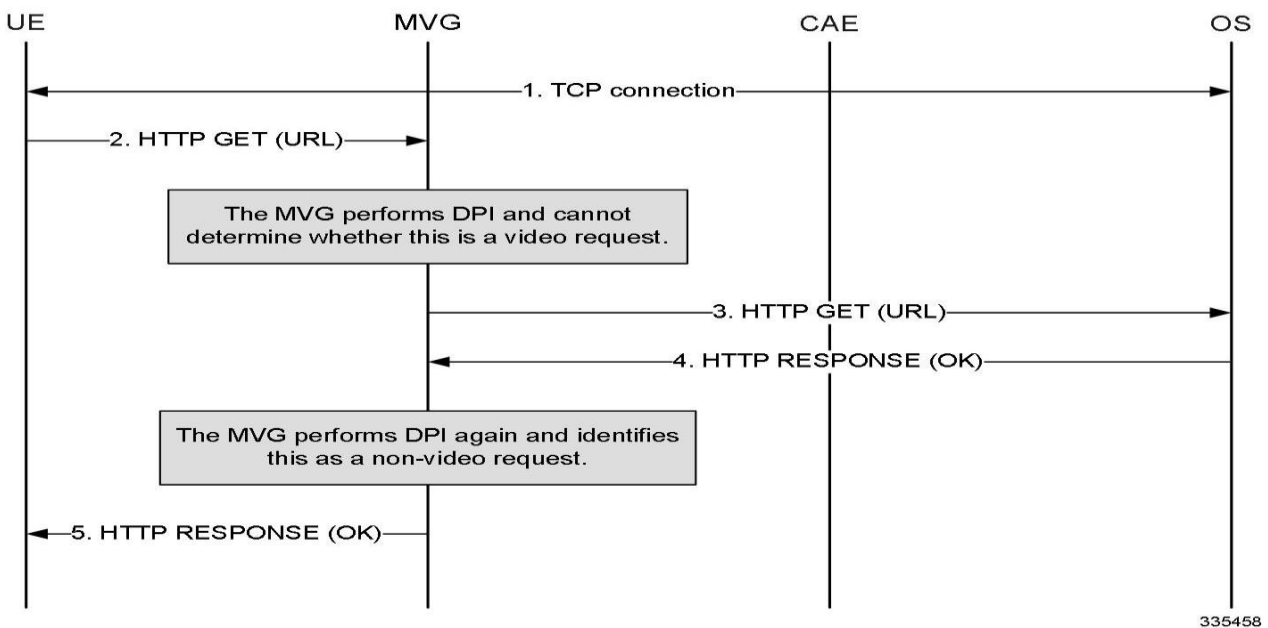 UE MVG CAE OS
1. TCP connection
2. HTTP GET (URL)
The MVG performs DPI and cannot
determine whether this is a video request.
3. HTTP GET (URL)
4. HTTP RESPONSE (OK)
The MVG performs DPI again and identifies
this as a non-video request.
5. HTTP RESPONSE (OK)
335458